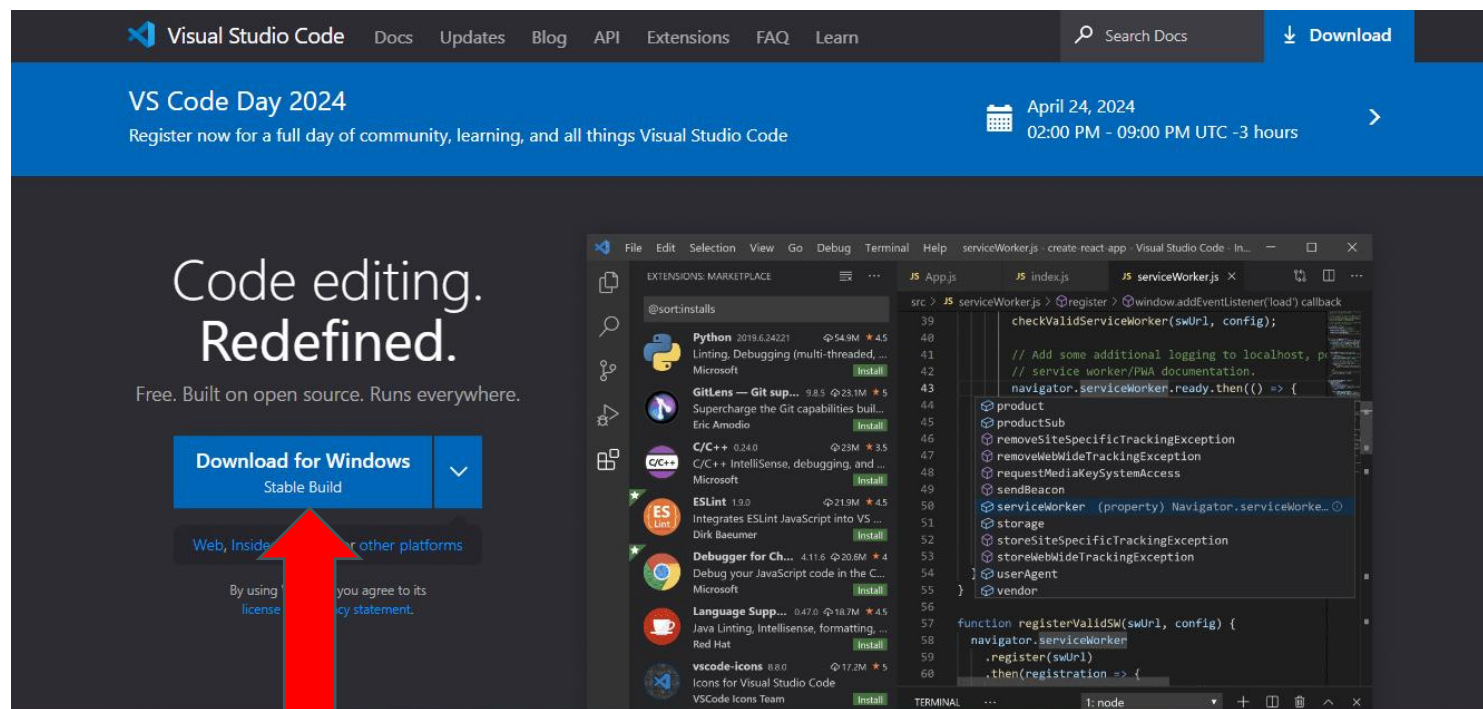 Visual Studio Code Docs Updates Blog API Extensions FAQ Learn Search Docs Download
VS Code Day 2024
Register now for a full day of community, learning, and all things Visual Studio Code
April 24, 2024
02:00 PM - 09:00 PM UTC -3 hours
Code editing.
Redefined.
Free. Built on open source. Runs everywhere.
Download for Windows
Stable Build
Web, Inside r other platforms
By using you agree to its
license cy statement.
File Edit Selection View Go Debug Terminal Help serviceWorker.js - create-react-app - Visual Studio Code - In...
EXTENSIONS: MARKETPLACE
@sort:installs
Python 2019.6.24221 54.9M 4.5
Linting, Debugging (multi-threaded, ...
Microsoft Install
GitLens — Git sup... 9.8.5 23.1M 5
Supercharge the Git capabilities buil...
Eric Amodio Install
C/C++ 0.24.0 23M 3.5
C/C++ IntelliSense, debugging, and ...
Microsoft Install
ESLint 1.9.0 21.9M 4.5
Integrates ESLint JavaScript into VS ...
Dirk Baeumer Install
Debugger for Ch... 4.11.6 20.6M 4
Debug your JavaScript code in the C...
Microsoft Install
Language Supp... 0.47.0 18.7M 4.5
Java Linting, Intellisense, formatting, ...
Red Hat Install
vscode-icons 8.8.0 17.2M 5
Icons for Visual Studio Code
VSCode Icons Team Install
JS App.js JS index.js JS serviceWorker.js
src > JS serviceWorker.js > register > window.addEventListener('load') callback
39 checkValidServiceWorker(swUrl, config);
40
41 // Add some additional logging to localhost, p
42 // service worker/PWA documentation.
43 navigator.serviceWorker.ready.then(() => {
44 product
45 productSub
46 removeSiteSpecificTrackingException
47 removeWebWideTrackingException
48 requestMediaKeySystemAccess
49 sendBeacon
50 serviceWorker (property) Navigator.serviceWorke...
51 storage
52 storeSiteSpecificTrackingException
53 storeWebWideTrackingException
54 } userAgent
55 } vendor
56
57 function registerValidSW(swUrl, config) {
58 navigator.serviceWorker
59 .register(swUrl)
60 .then(registration => {
TERMINAL ... 1: node